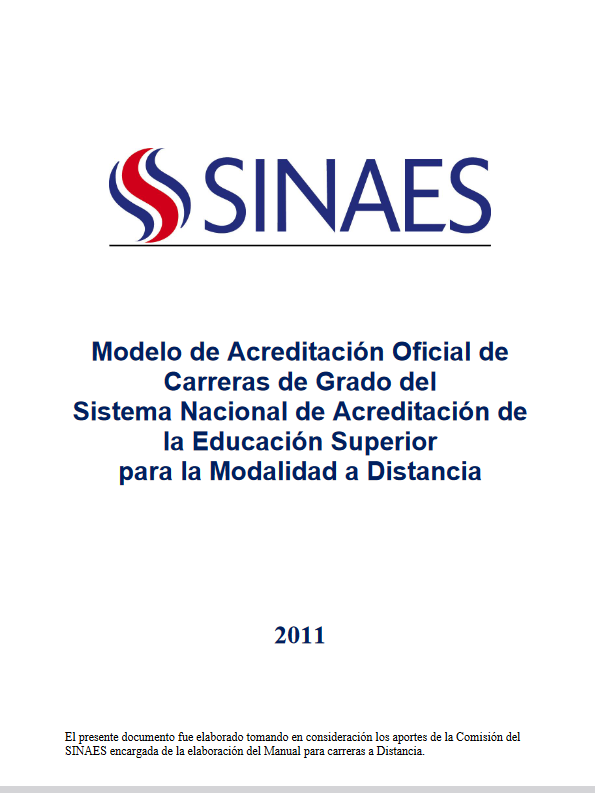 SINAES
Modelo de Acreditación Oficial de
Carreras de Grado del
Sistema Nacional de Acreditación de
la Educación Superior
para la Modalidad a Distancia
2011
El presente documento fue elaborado tomando en consideración los aportes de la Comisión del
SINAES encargada de la elaboración del Manual para carreras a Distancia.